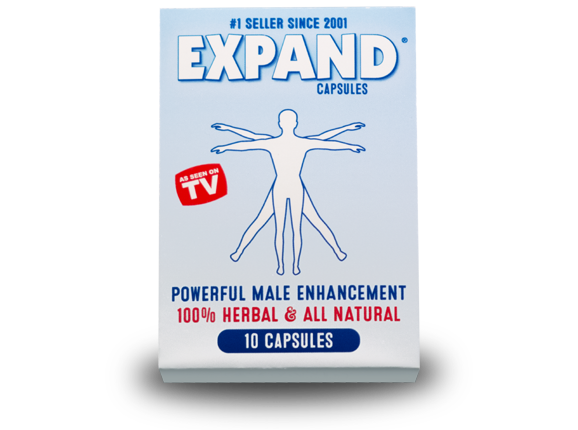 #1 SELLER SINCE 2001
EXPAND®
CAPSULES
AS SEEN ON
TV
POWERFUL MALE ENHANCEMENT
100% HERBAL & ALL NATURAL
10 CAPSULES